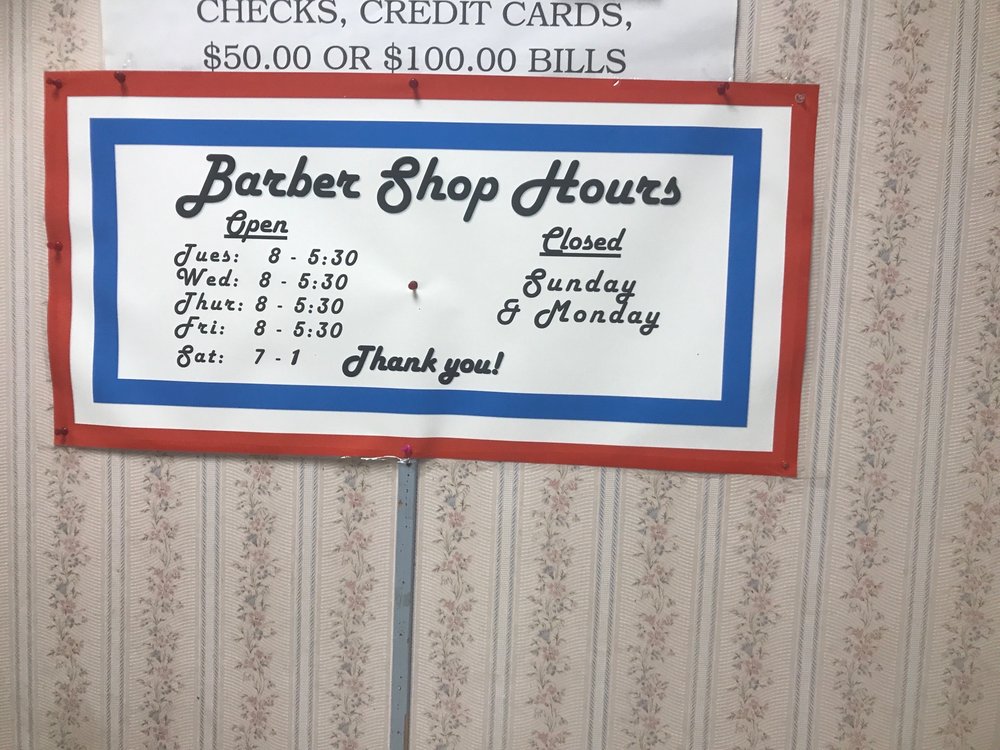 CHECKS, CREDIT CARDS,
$50.00 OR $100.00 BILLS
Barber Shop Hours
Open
Tues: 8 - 5:30
Wed: 8 - 5:30
Thur: 8 - 5:30
Fri: 8 - 5:30
Sat: 7 - 1
Closed
Sunday
& Monday
Thank you!